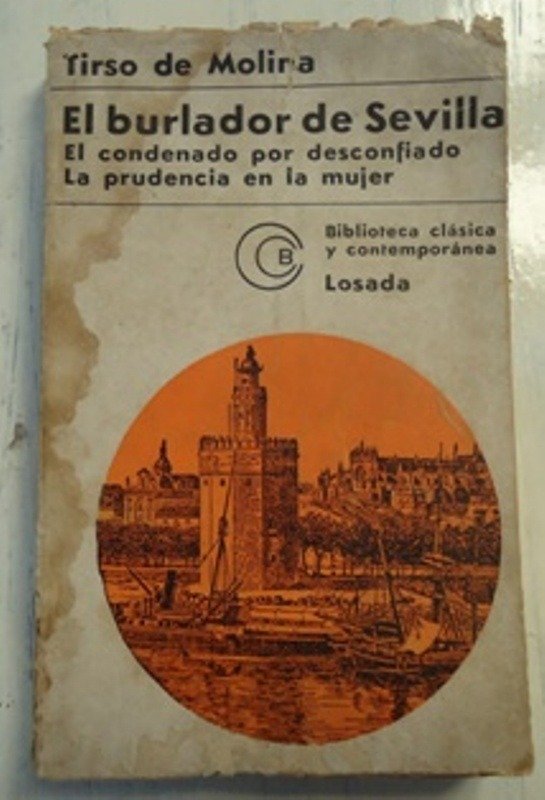 Tirso de Molina
El burlador de Sevilla
El condenado por desconfiado
La prudencia en la mujer
B
Biblioteca clásica
y contemporánea
Losada